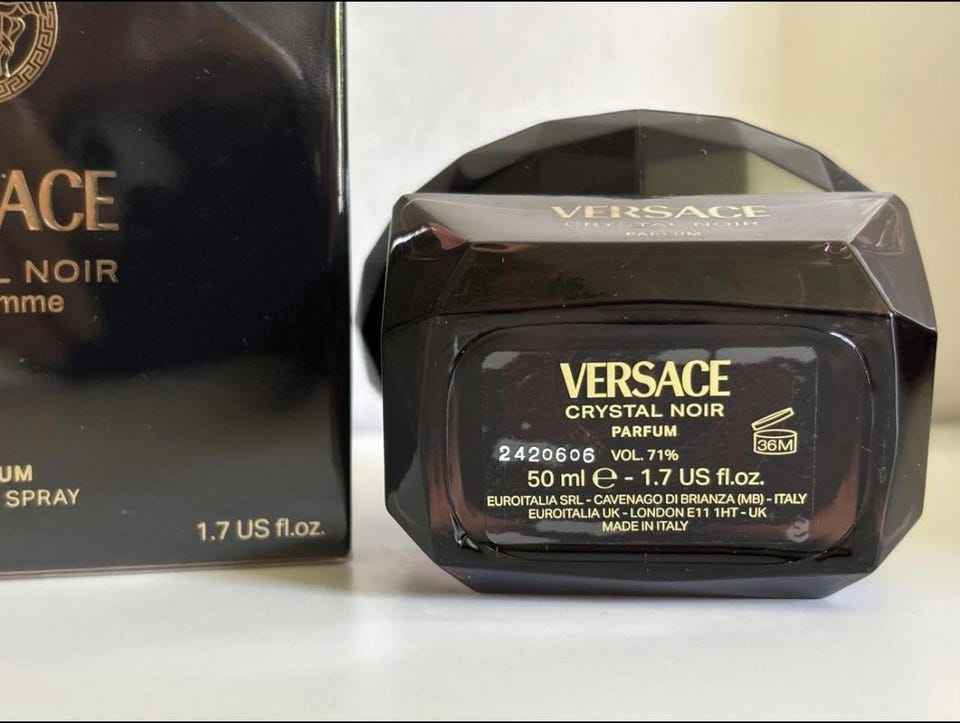 ACE
L NOIR
mme
UM
SPRAY
1.7 US fl.oz.
VERSACE
CRYSTAL NOIR
PARFUM
VERSACE
CRYSTAL NOIR
PARFUM
36M
2420606 VOL. 71%
50 ml ℮ - 1.7 US fl.oz.
EUROITALIA SRL - CAVENAGO DI BRIANZA (MB) - ITALY
EUROITALIA UK - LONDON E11 1HT - UK
MADE IN ITALY